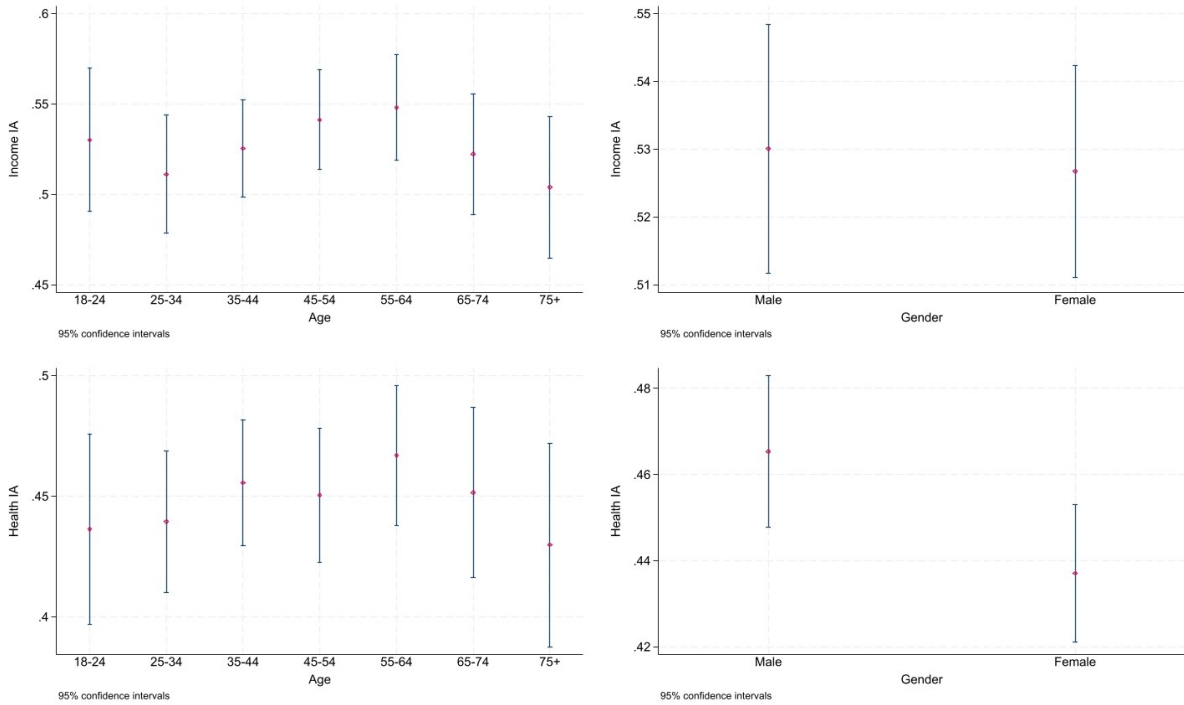 .6
.55
.5
.45
Income IA
18-24 25-34 35-44 45-54 55-64 65-74 75+
Age
95% confidence intervals
.55
.54
.53
.52
.51
Income IA
Male Female
Gender
95% confidence intervals
.5
.45
.4
Health IA
18-24 25-34 35-44 45-54 55-64 65-74 75+
Age
95% confidence intervals
.48
.46
.44
.42
Health IA
Male Female
Gender
95% confidence intervals